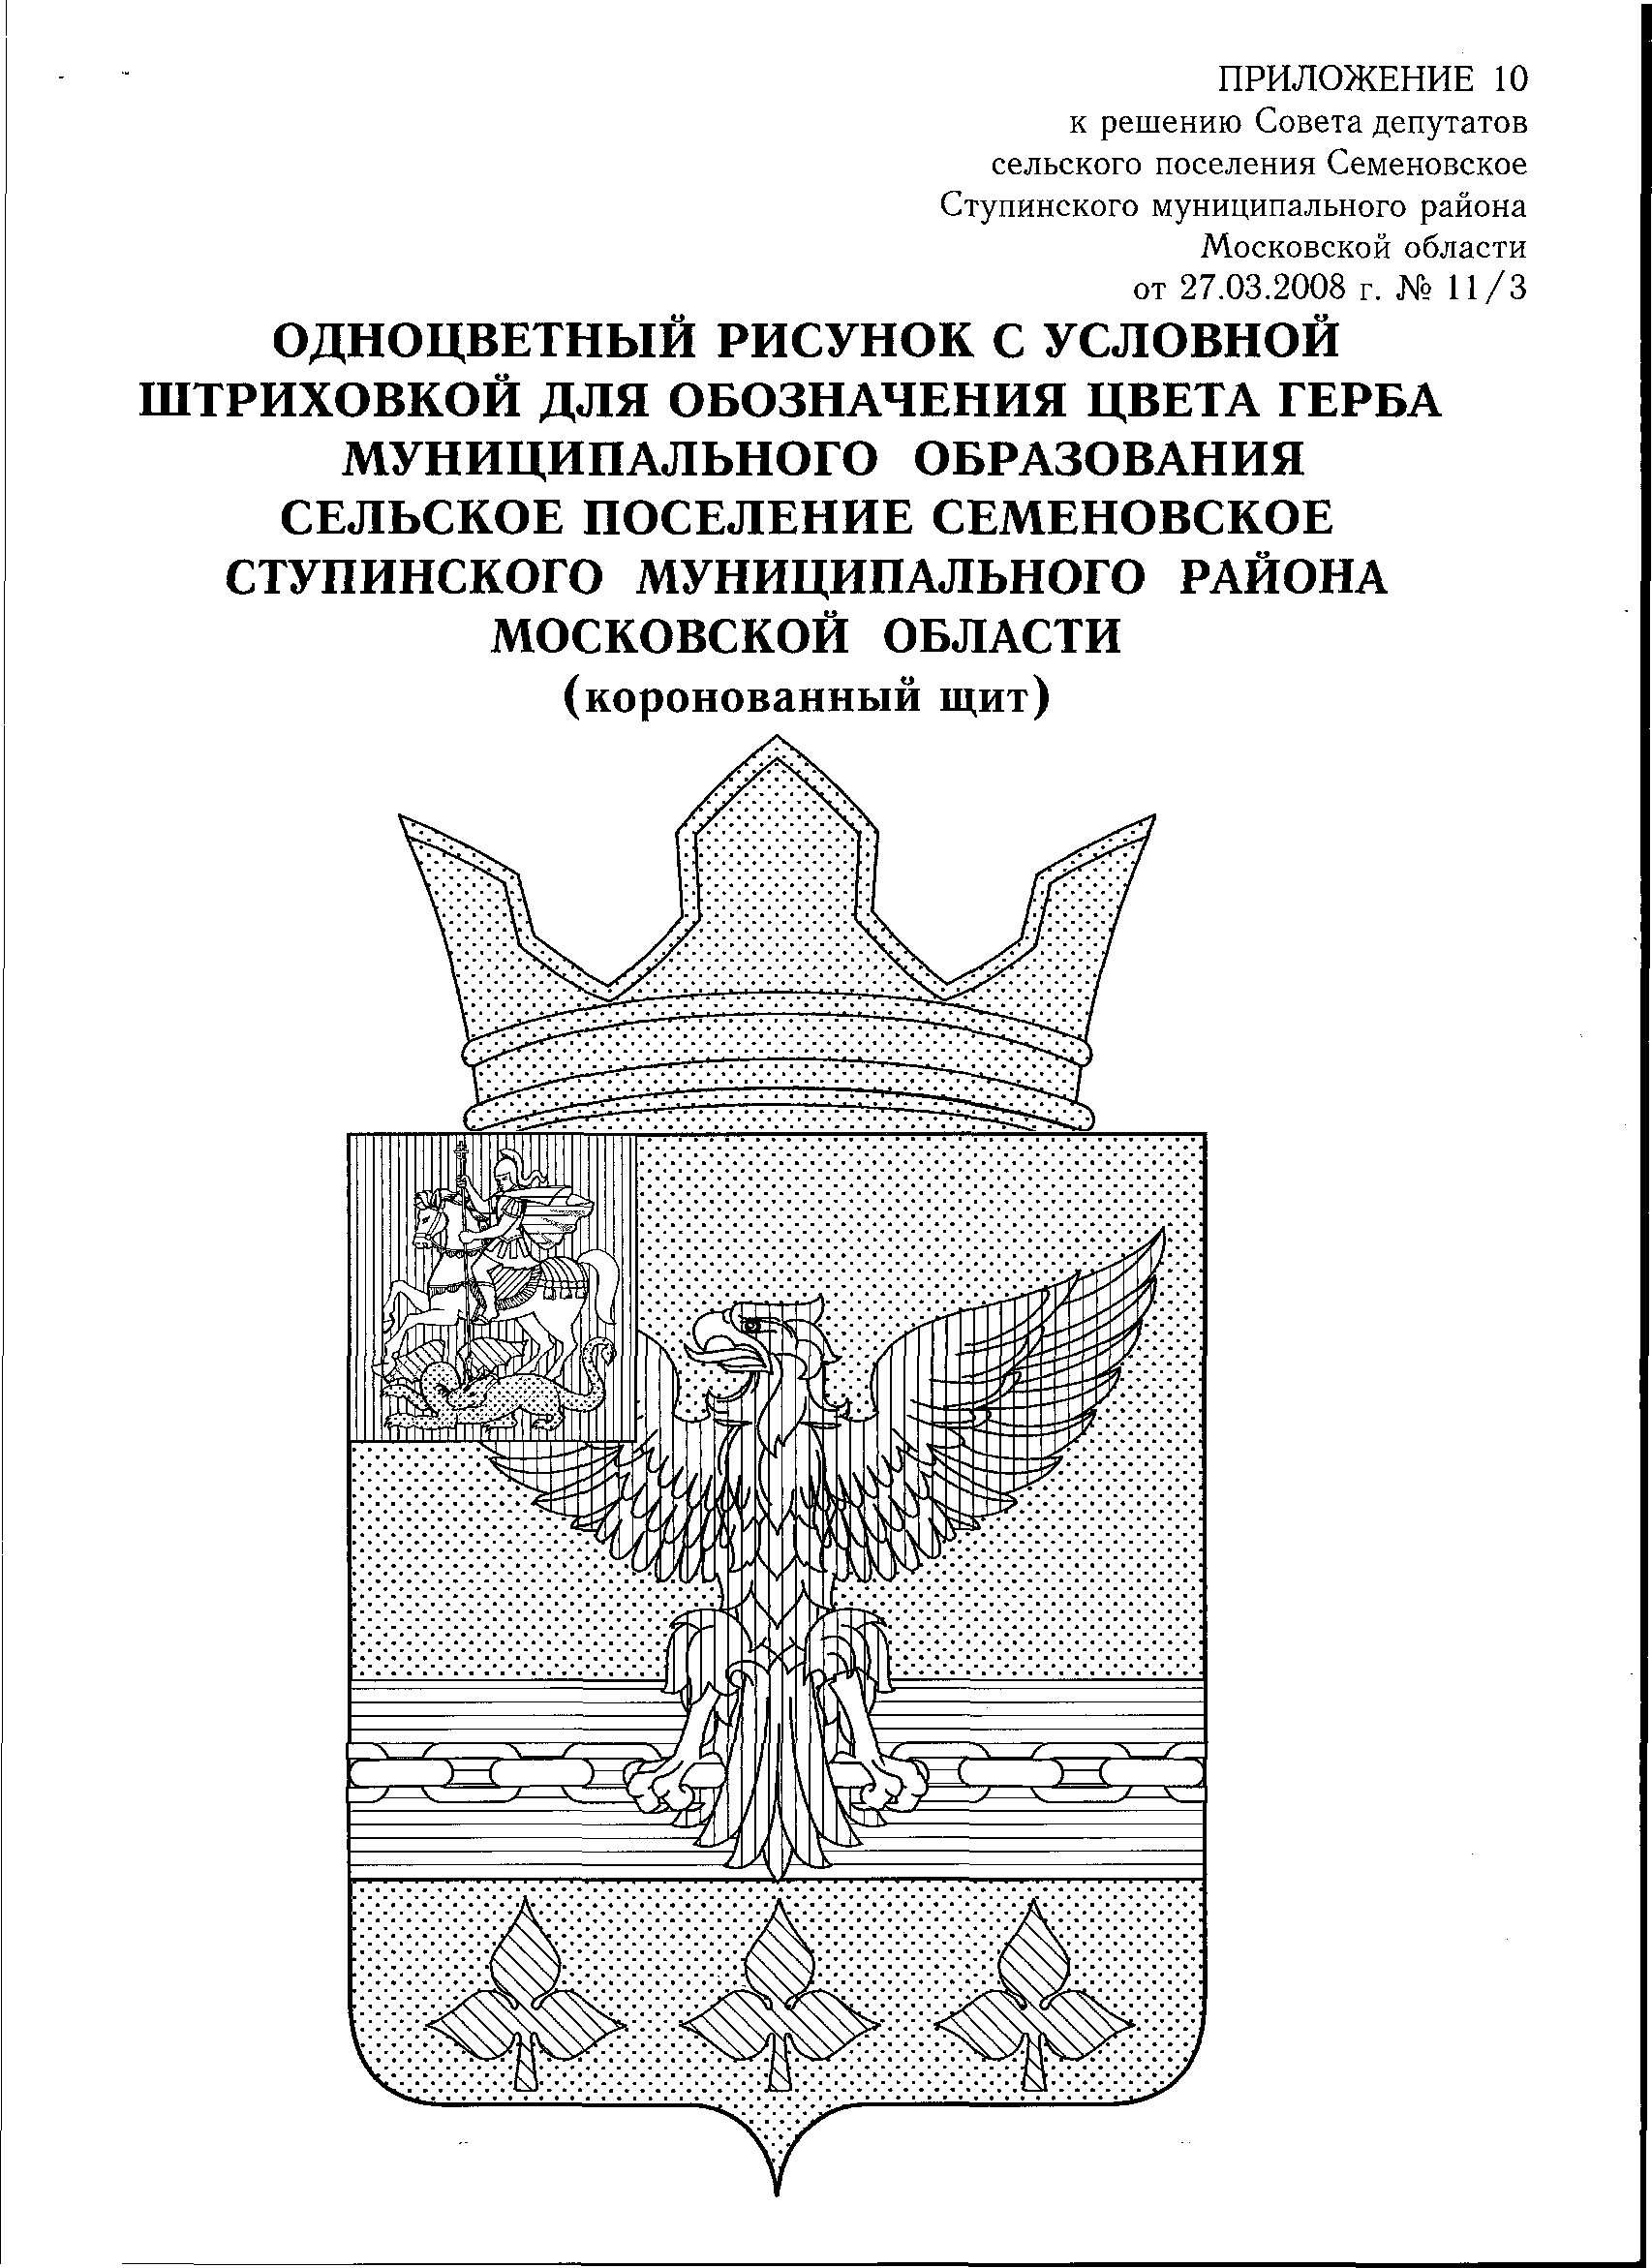 ПРИЛОЖЕНИЕ 10
к решению Совета депутатов
сельского поселения Семеновское
Ступинского муниципального района
Московской области
от 27.03.2008 г. № 11/3
ОДНОЦВЕТНЫЙ РИСУНОК С УСЛОВНОЙ
ШТРИХОВКОЙ ДЛЯ ОБОЗНАЧЕНИЯ ЦВЕТА ГЕРБА
МУНИЦИПАЛЬНОГО ОБРАЗОВАНИЯ
СЕЛЬСКОЕ ПОСЕЛЕНИЕ СЕМЕНОВСКОЕ
СТУПИНСКОГО МУНИЦИПАЛЬНОГО РАЙОНА
МОСКОВСКОЙ ОБЛАСТИ
(коронованный щит)